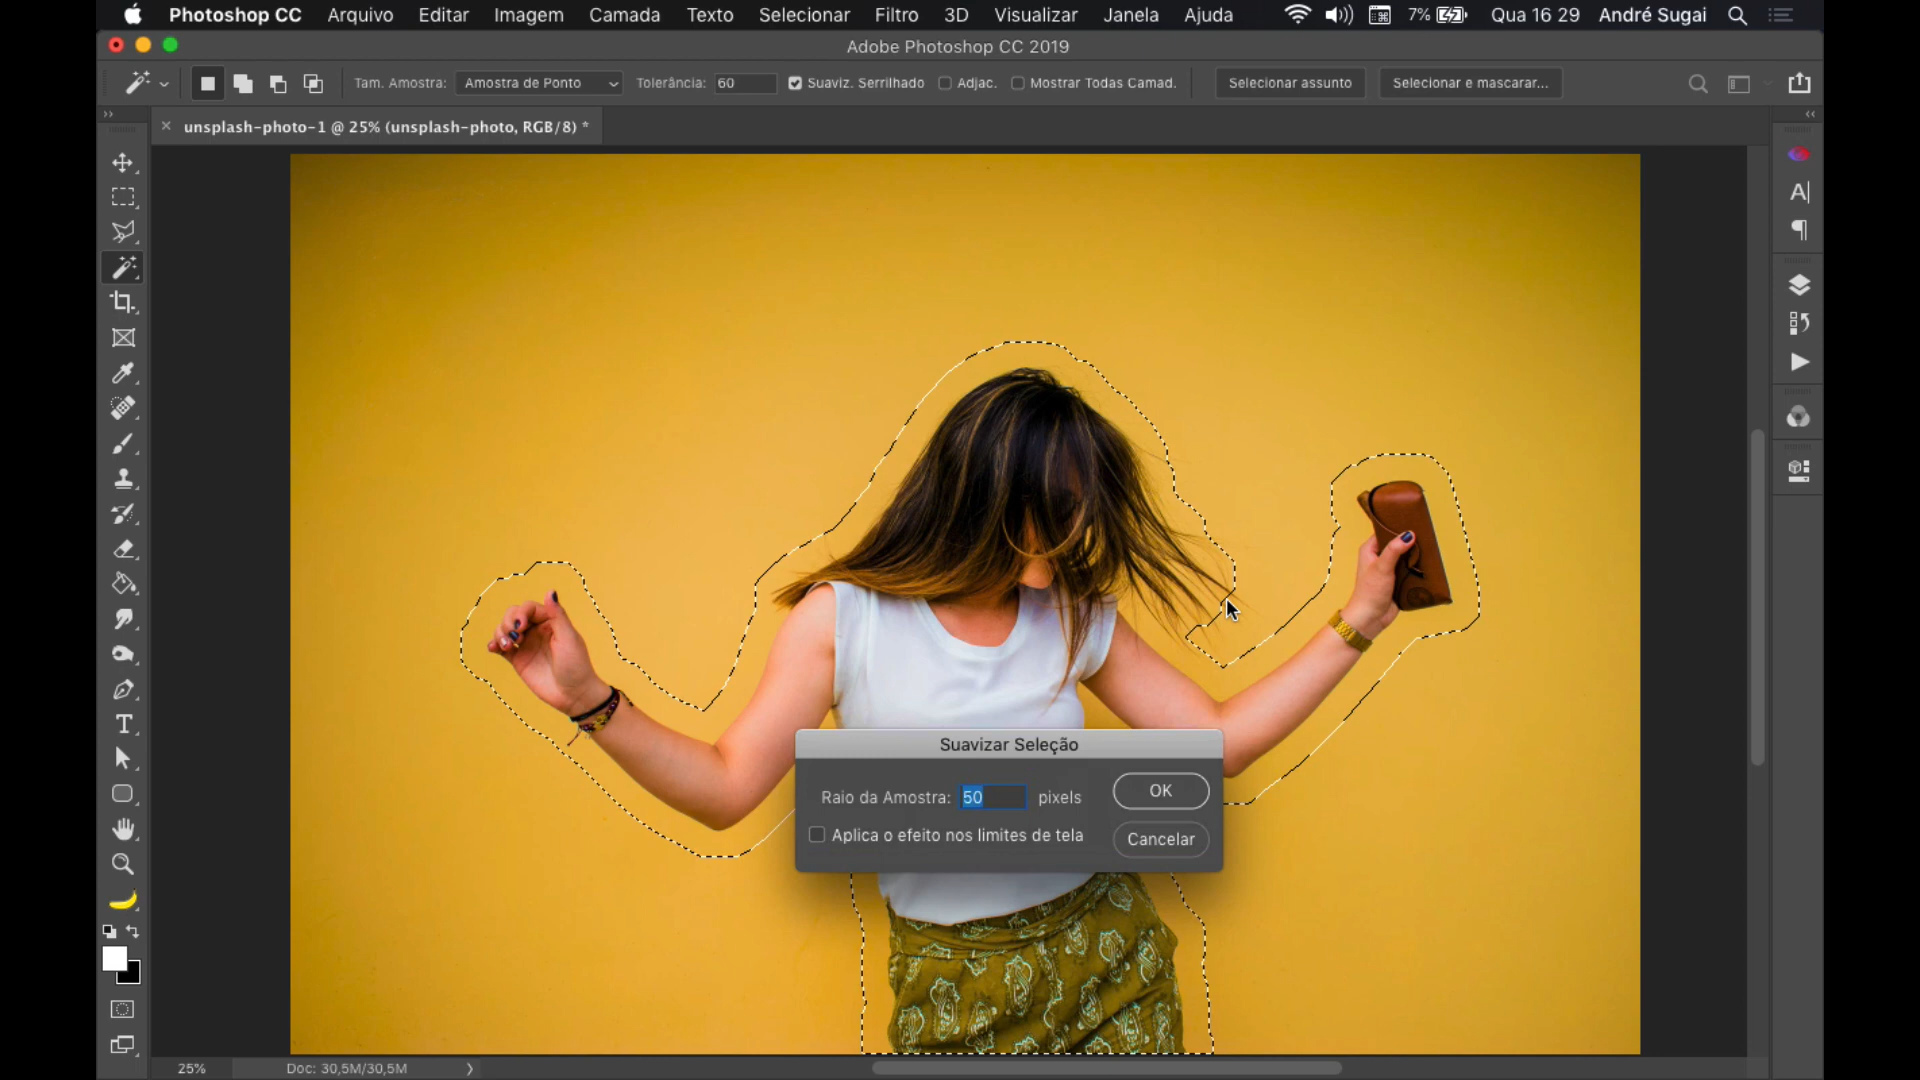 Photoshop CC Arquivo Editar Imagem Camada Texto Selecionar Filtro 3D Visualizar Janela Ajuda 7% Qua 16 29 André Sugai
Adobe Photoshop CC 2019
Tam. Amostra: Amostra de Ponto Tolerância: 60 Suaviz. Serrilhado Adjac. Mostrar Todas Camad. Selecionar assunto Selecionar e mascarar...
unsplash-photo-1 @ 25% (unsplash-photo, RGB/8) *
Suavizar Seleção
Raio da Amostra: 50 pixels
OK
Aplica o efeito nos limites de tela
Cancelar
25% Doc: 30,5M/30,5M